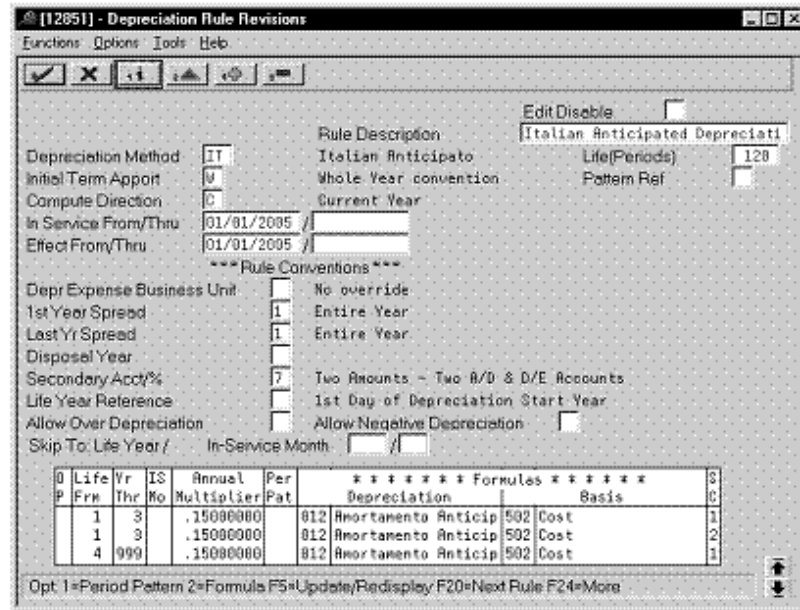 [12851] - Depreciation Rule Revisions
Functions Options Tools Help
Edit Disable
Rule Description Italian Anticipated Depreciati
Depreciation Method IT Italian Anticipato Life(Periods) 120
Initial Term Apport W Whole Year convention Pattern Ref
Compute Direction C Current Year
In Service From/Thru 01/01/2005 /
Effect From/Thru 01/01/2005 /
*** Rule Conventions ***
Depr Expense Business Unit No override
1st Year Spread 1 Entire Year
Last Yr Spread 1 Entire Year
Disposal Year
Secondary Acct/% 7 Two Amounts - Two A/D & D/E Accounts
Life Year Reference 1st Day of Depreciation Start Year
Allow Over Depreciation Allow Negative Depreciation
Skip To: Life Year / In-Service Month /
O Life Yr IS Annual Per * * * * * * * Formulas * * * * * * S
P Frm Thr Mo Multiplier Pat Depreciation Basis C
1 3 .15000000 012 Amortamento Anticip 502 Cost 1
1 3 .15000000 012 Amortamento Anticip 502 Cost 2
4 999 .15000000 012 Amortamento Anticip 502 Cost 1
Opt: 1=Period Pattern 2=Formula F5=Update/Redisplay F20=Next Rule F24=More